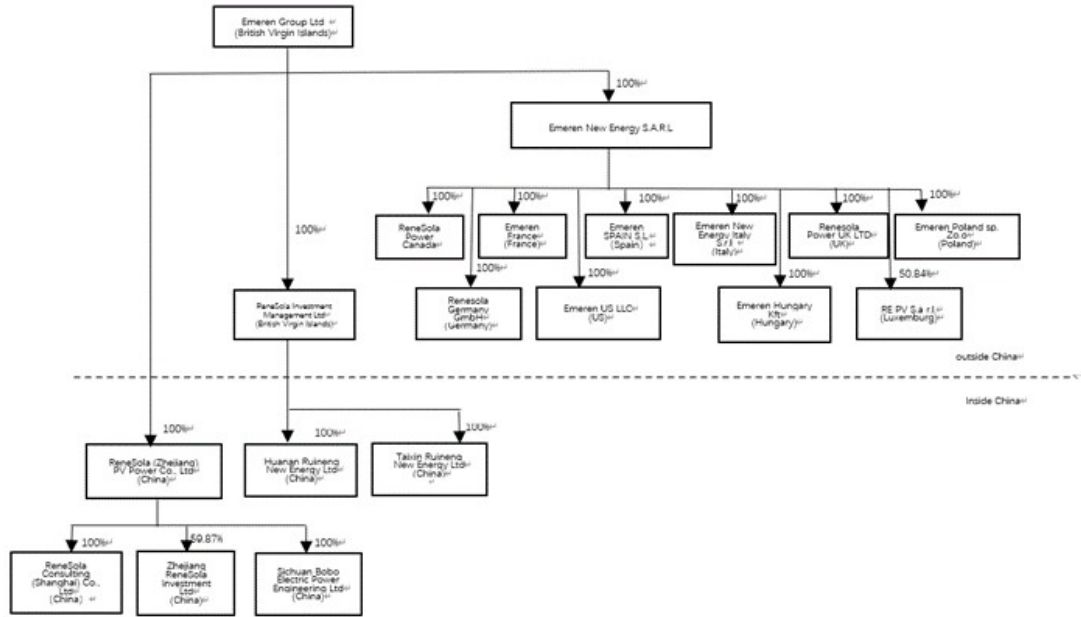 Emeren Group Ltd
(British Virgin Islands)
100%
Emeren New Energy S.A.R.L
100%
100%
100%
100%
100%
100%
100%
ReneSola
Power
Canada
Emeren
France
(France)
Emeren
SPAIN S.L
(Spain)
Emeren New
Energy Italy
S.r.l
(Italy)
Renesola
Power UK LTD
(UK)
Emeren Poland sp.
Zo.o
(Poland)
100%
100%
100%
50.84%
ReneSola Investment
Management Ltd
(British Virgin Islands)
Renesola
Germany
GmbH
(Germany)
Emeren US LLC
(US)
Emeren Hungary
Kft
(Hungary)
RE PV S.a r.l.
(Luxemburg)
outside China
Inside China
100%
100%
100%
ReneSola (Zhejiang)
PV Power Co., Ltd
(China)
Huanan Ruineng
New Energy Ltd
(China)
Taixin Ruineng
New Energy Ltd
(China)
100%
59.87%
100%
ReneSola
Consulting
(Shanghai) Co.,
Ltd
(China)
Zhejiang
ReneSola
Investment
Ltd
(China)
Sichuan Bobo
Electric Power
Engineering Ltd
(China)